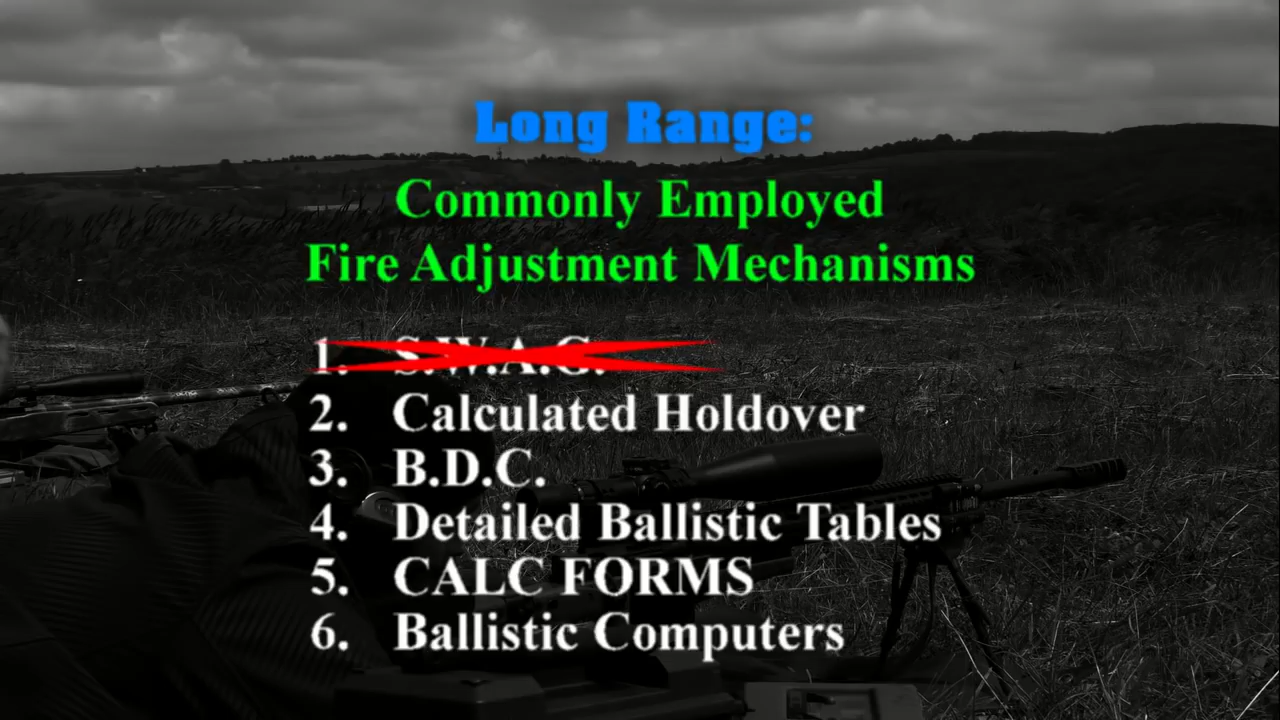 Long Range:
Commonly Employed
Fire Adjustment Mechanisms
1. S.W.A.G.
2. Calculated Holdover
3. B.D.C.
4. Detailed Ballistic Tables
5. CALC FORMS
6. Ballistic Computers